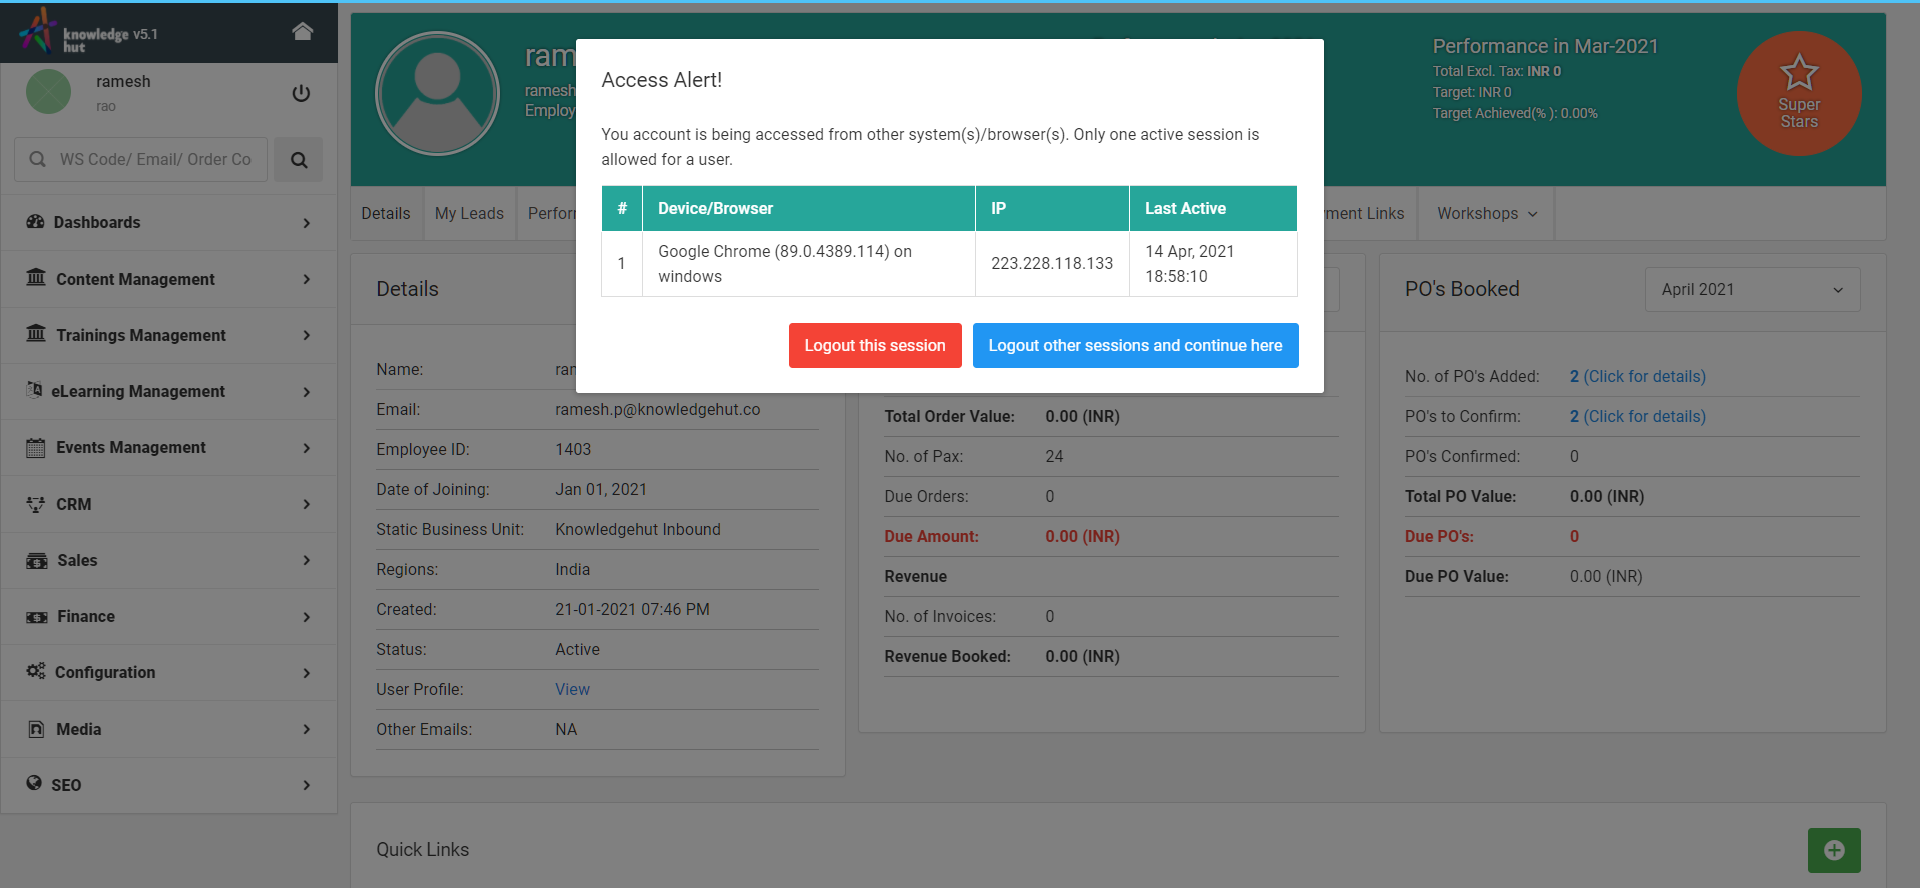 knowledge
hut
v5.1
ramesh
rao
WS Code/ Email/ Order Co
Dashboards
Content Management
Trainings Management
eLearning Management
Events Management
CRM
Sales
Finance
Configuration
Media
SEO
ram
ramesh
Employ
Performance in Mar-2021
Total Excl. Tax: INR 0
Target: INR 0
Target Achieved(% ): 0.00%
Super
Stars
Details
My Leads
Perfor
ment Links
Workshops
Access Alert!
You account is being accessed from other system(s)/browser(s). Only one active session is
allowed for a user.
# Device/Browser IP Last Active
1 Google Chrome (89.0.4389.114) on
windows
223.228.118.133
14 Apr, 2021
18:58:10
Logout this session
Logout other sessions and continue here
Details
Name: ram
Email: ramesh.p@knowledgehut.co
Employee ID: 1403
Date of Joining: Jan 01, 2021
Static Business Unit: Knowledgehut Inbound
Regions: India
Created: 21-01-2021 07:46 PM
Status: Active
User Profile: View
Other Emails: NA
Total Order Value: 0.00 (INR)
No. of Pax: 24
Due Orders: 0
Due Amount: 0.00 (INR)
Revenue
No. of Invoices: 0
Revenue Booked: 0.00 (INR)
PO's Booked
April 2021
No. of PO's Added: 2 (Click for details)
PO's to Confirm: 2 (Click for details)
PO's Confirmed: 0
Total PO Value: 0.00 (INR)
Due PO's: 0
Due PO Value: 0.00 (INR)
Quick Links